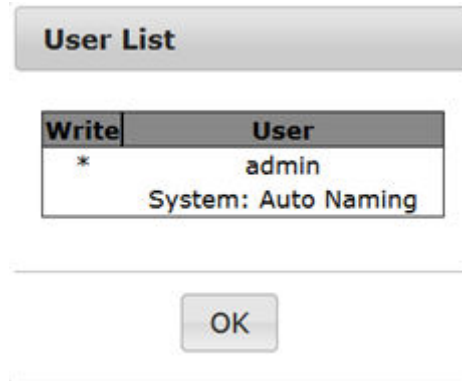 User List
Write User
* admin
System: Auto Naming
OK